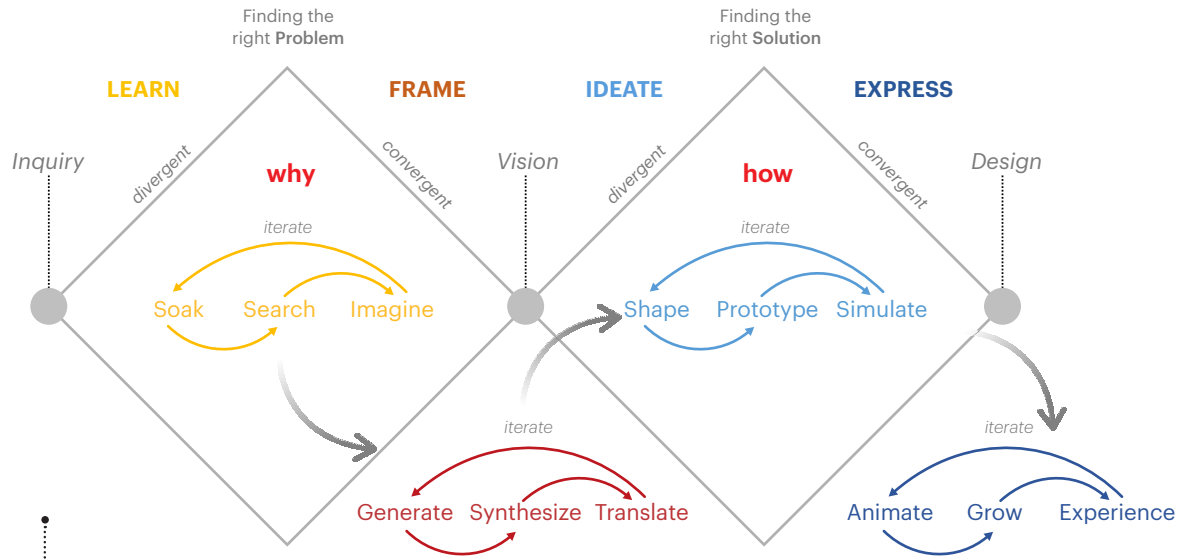 Finding the
right Problem
Finding the
right Solution
LEARN
FRAME
IDEATE
EXPRESS
Inquiry
divergent
convergent
Vision
divergent
convergent
Design
why
how
iterate
iterate
Soak
Search
Imagine
Shape
Prototype
Simulate
iterate
iterate
Generate
Synthesize
Translate
Animate
Grow
Experience